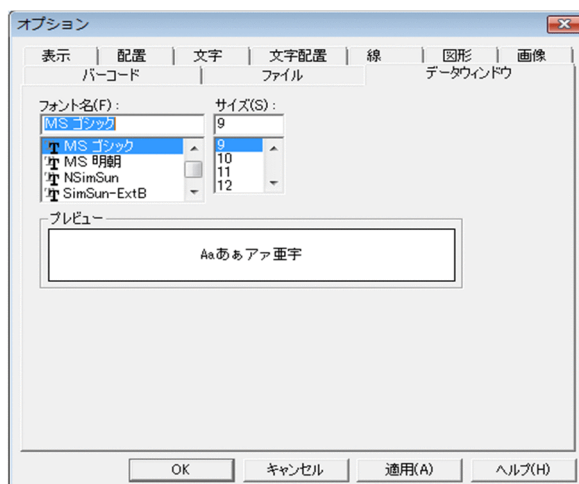 オプション
表示 配置 文字 文字配置 線 図形 画像
バーコード ファイル データウィンドウ
フォント名(F): サイズ(S):
MS ゴシック 9
MS ゴシック 9
MS 明朝 10
NSimSun 11
SimSun-ExtB 12
プレビュー
Aaあぁアァ亜宇
OK キャンセル 適用(A) ヘルプ(H)